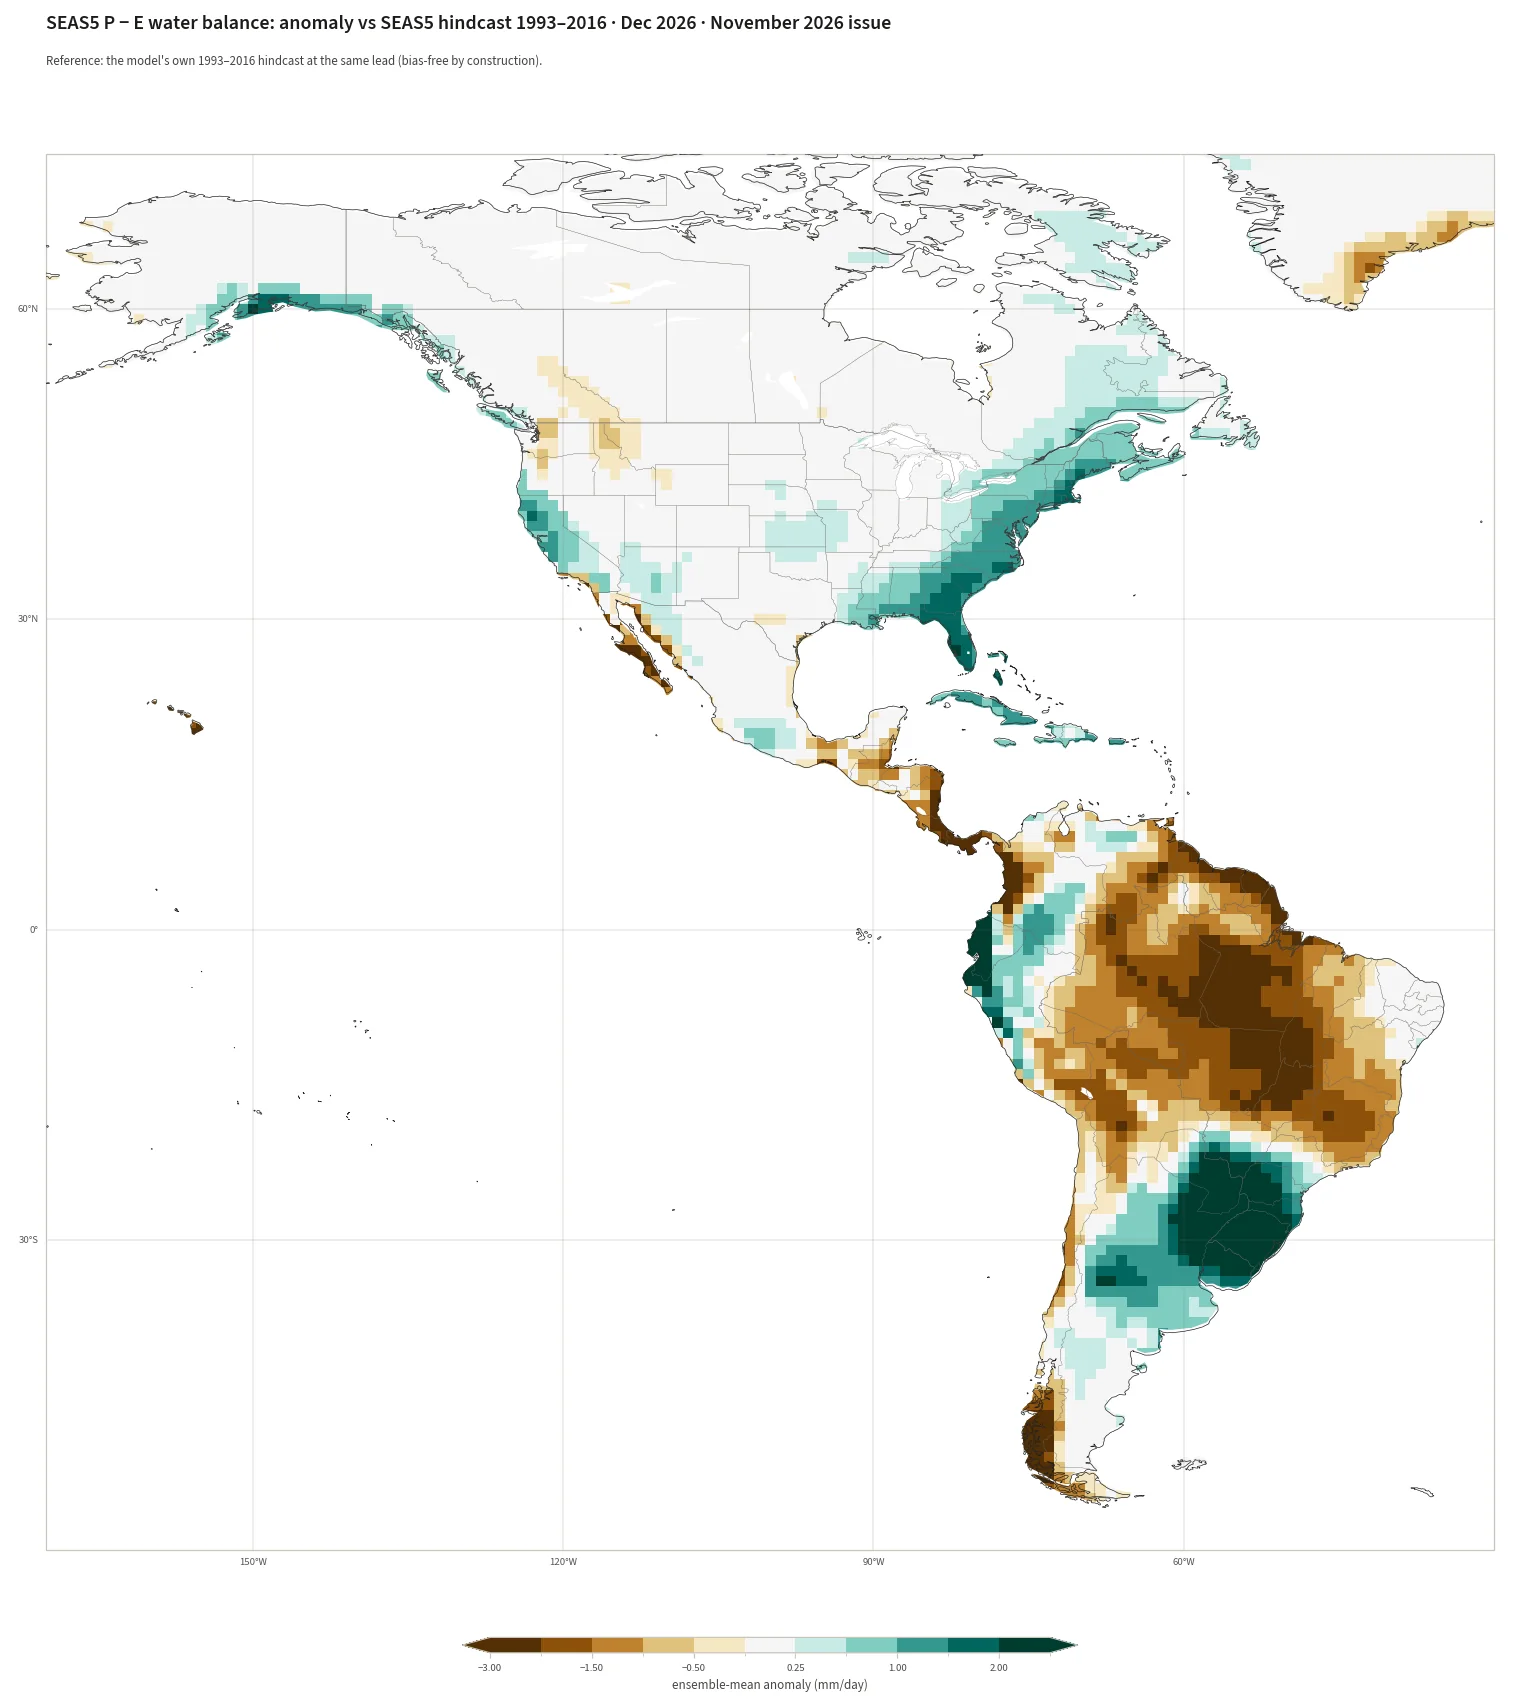 SEAS5 P − E water balance: anomaly vs SEAS5 hindcast 1993–2016 · Dec 2026 · November 2026 issue
Reference: the model's own 1993–2016 hindcast at the same lead (bias-free by construction).
60°N
30°N
0°
30°S
150°W 120°W 90°W 60°W
−3.00 −1.50 −0.50 0.25 1.00 2.00
ensemble-mean anomaly (mm/day)